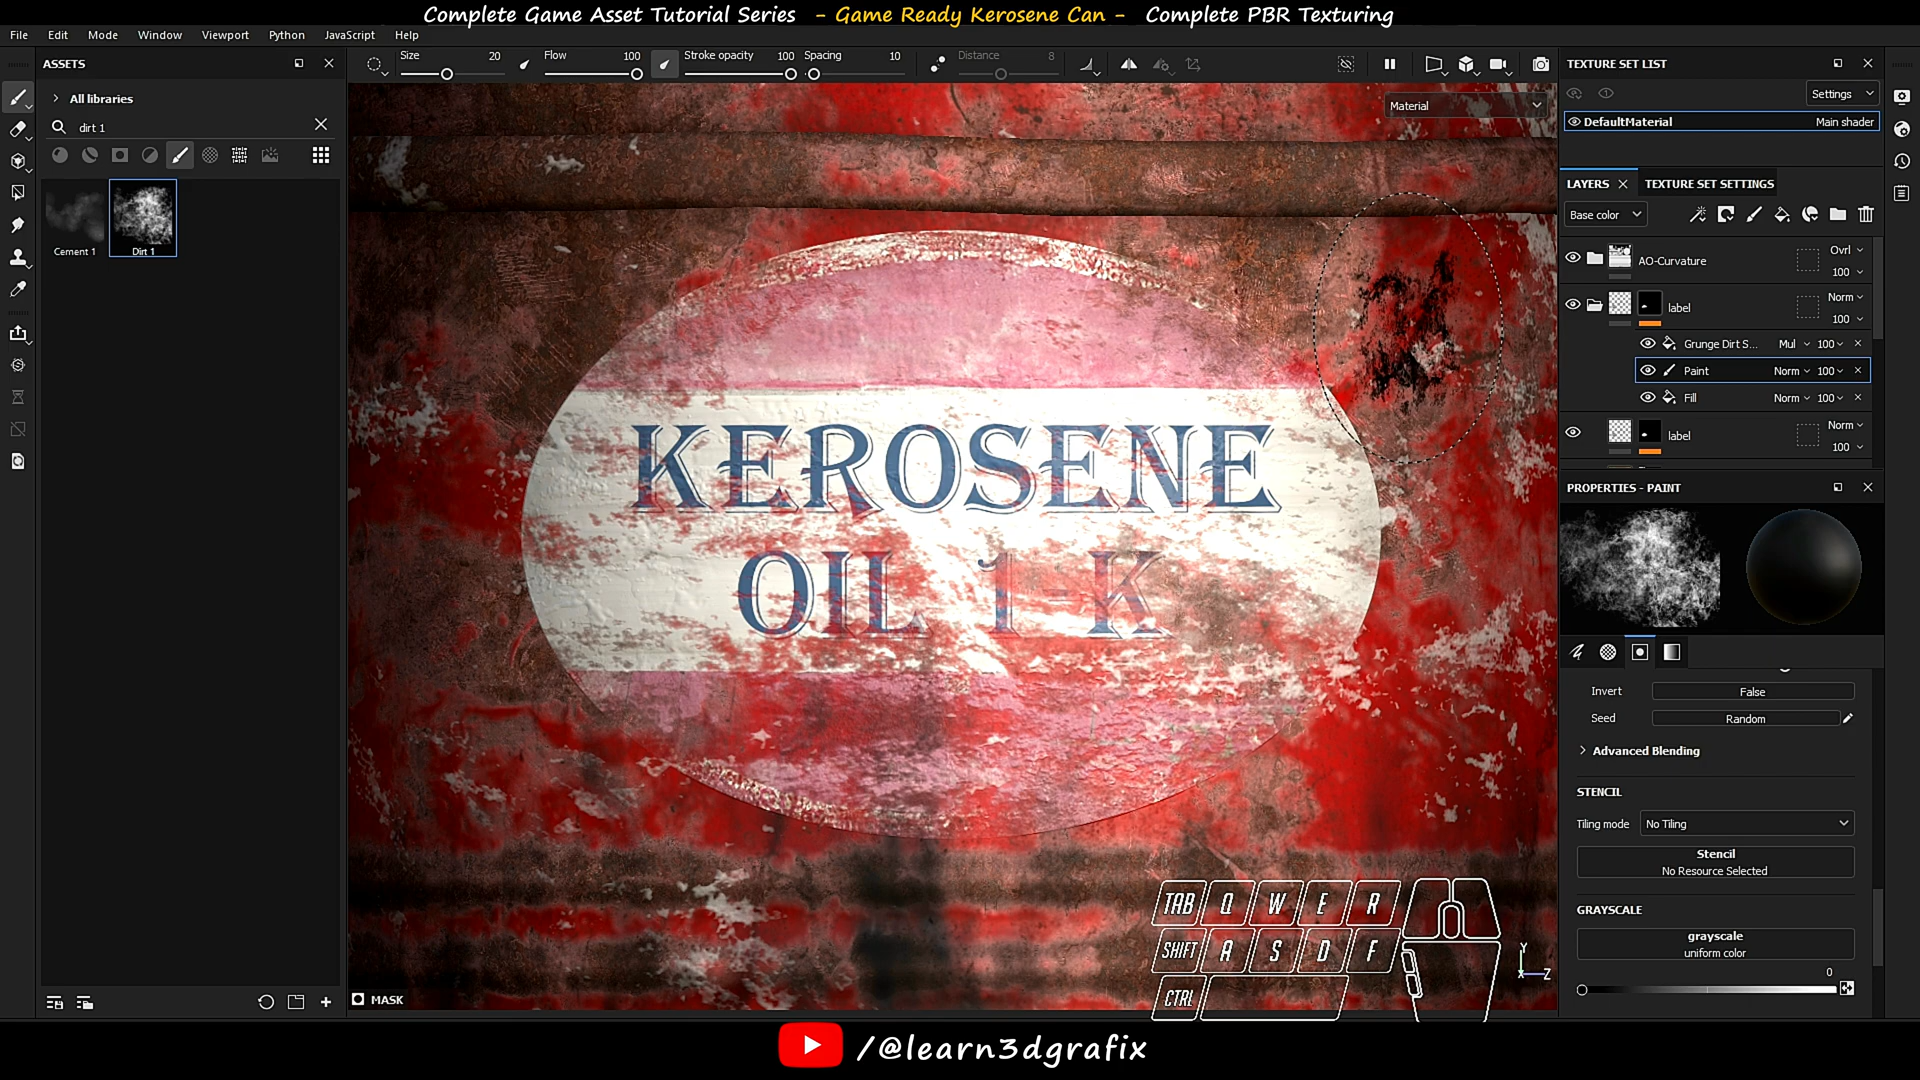 Complete Game Asset Tutorial Series - Game Ready Kerosene Can - Complete PBR Texturing
File Edit Mode Window Viewport Python JavaScript Help
ASSETS
All libraries
dirt 1
Cement 1 Dirt 1
Size 20 Flow 100 Stroke opacity 100 Spacing 10 Distance 8
Material
KEROSENE
OIL 1-K
MASK
TAB Q W E R
SHIFT A S D F
CTRL
Y
X Z
TEXTURE SET LIST
Settings
DefaultMaterial Main shader
LAYERS TEXTURE SET SETTINGS
Base color
AO-Curvature Ovrl
100
label Norm
100
Grunge Dirt S... Mul 100
Paint Norm 100
Fill Norm 100
label Norm
100
PROPERTIES - PAINT
Invert False
Seed Random
Advanced Blending
STENCIL
Tiling mode No Tiling
Stencil
No Resource Selected
GRAYSCALE
grayscale
uniform color
0
/@learn3dgrafix